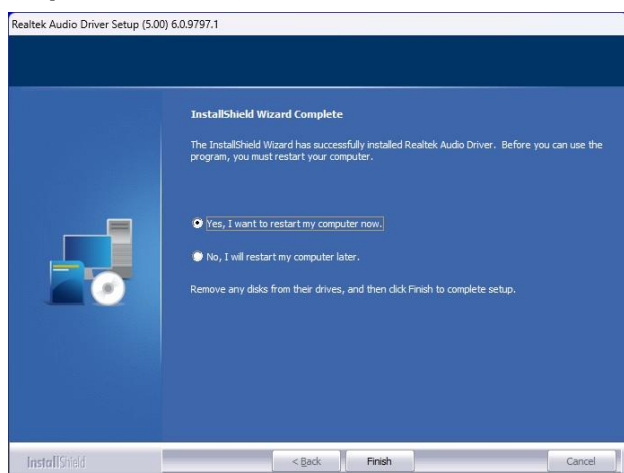 Realtek Audio Driver Setup (5.00) 6.0.9797.1
InstallShield Wizard Complete
The InstallShield Wizard has successfully installed Realtek Audio Driver. Before you can use the
program, you must restart your computer.
Yes, I want to restart my computer now.
No, I will restart my computer later.
Remove any disks from their drives, and then click Finish to complete setup.
InstallShield
< Back
Finish
Cancel